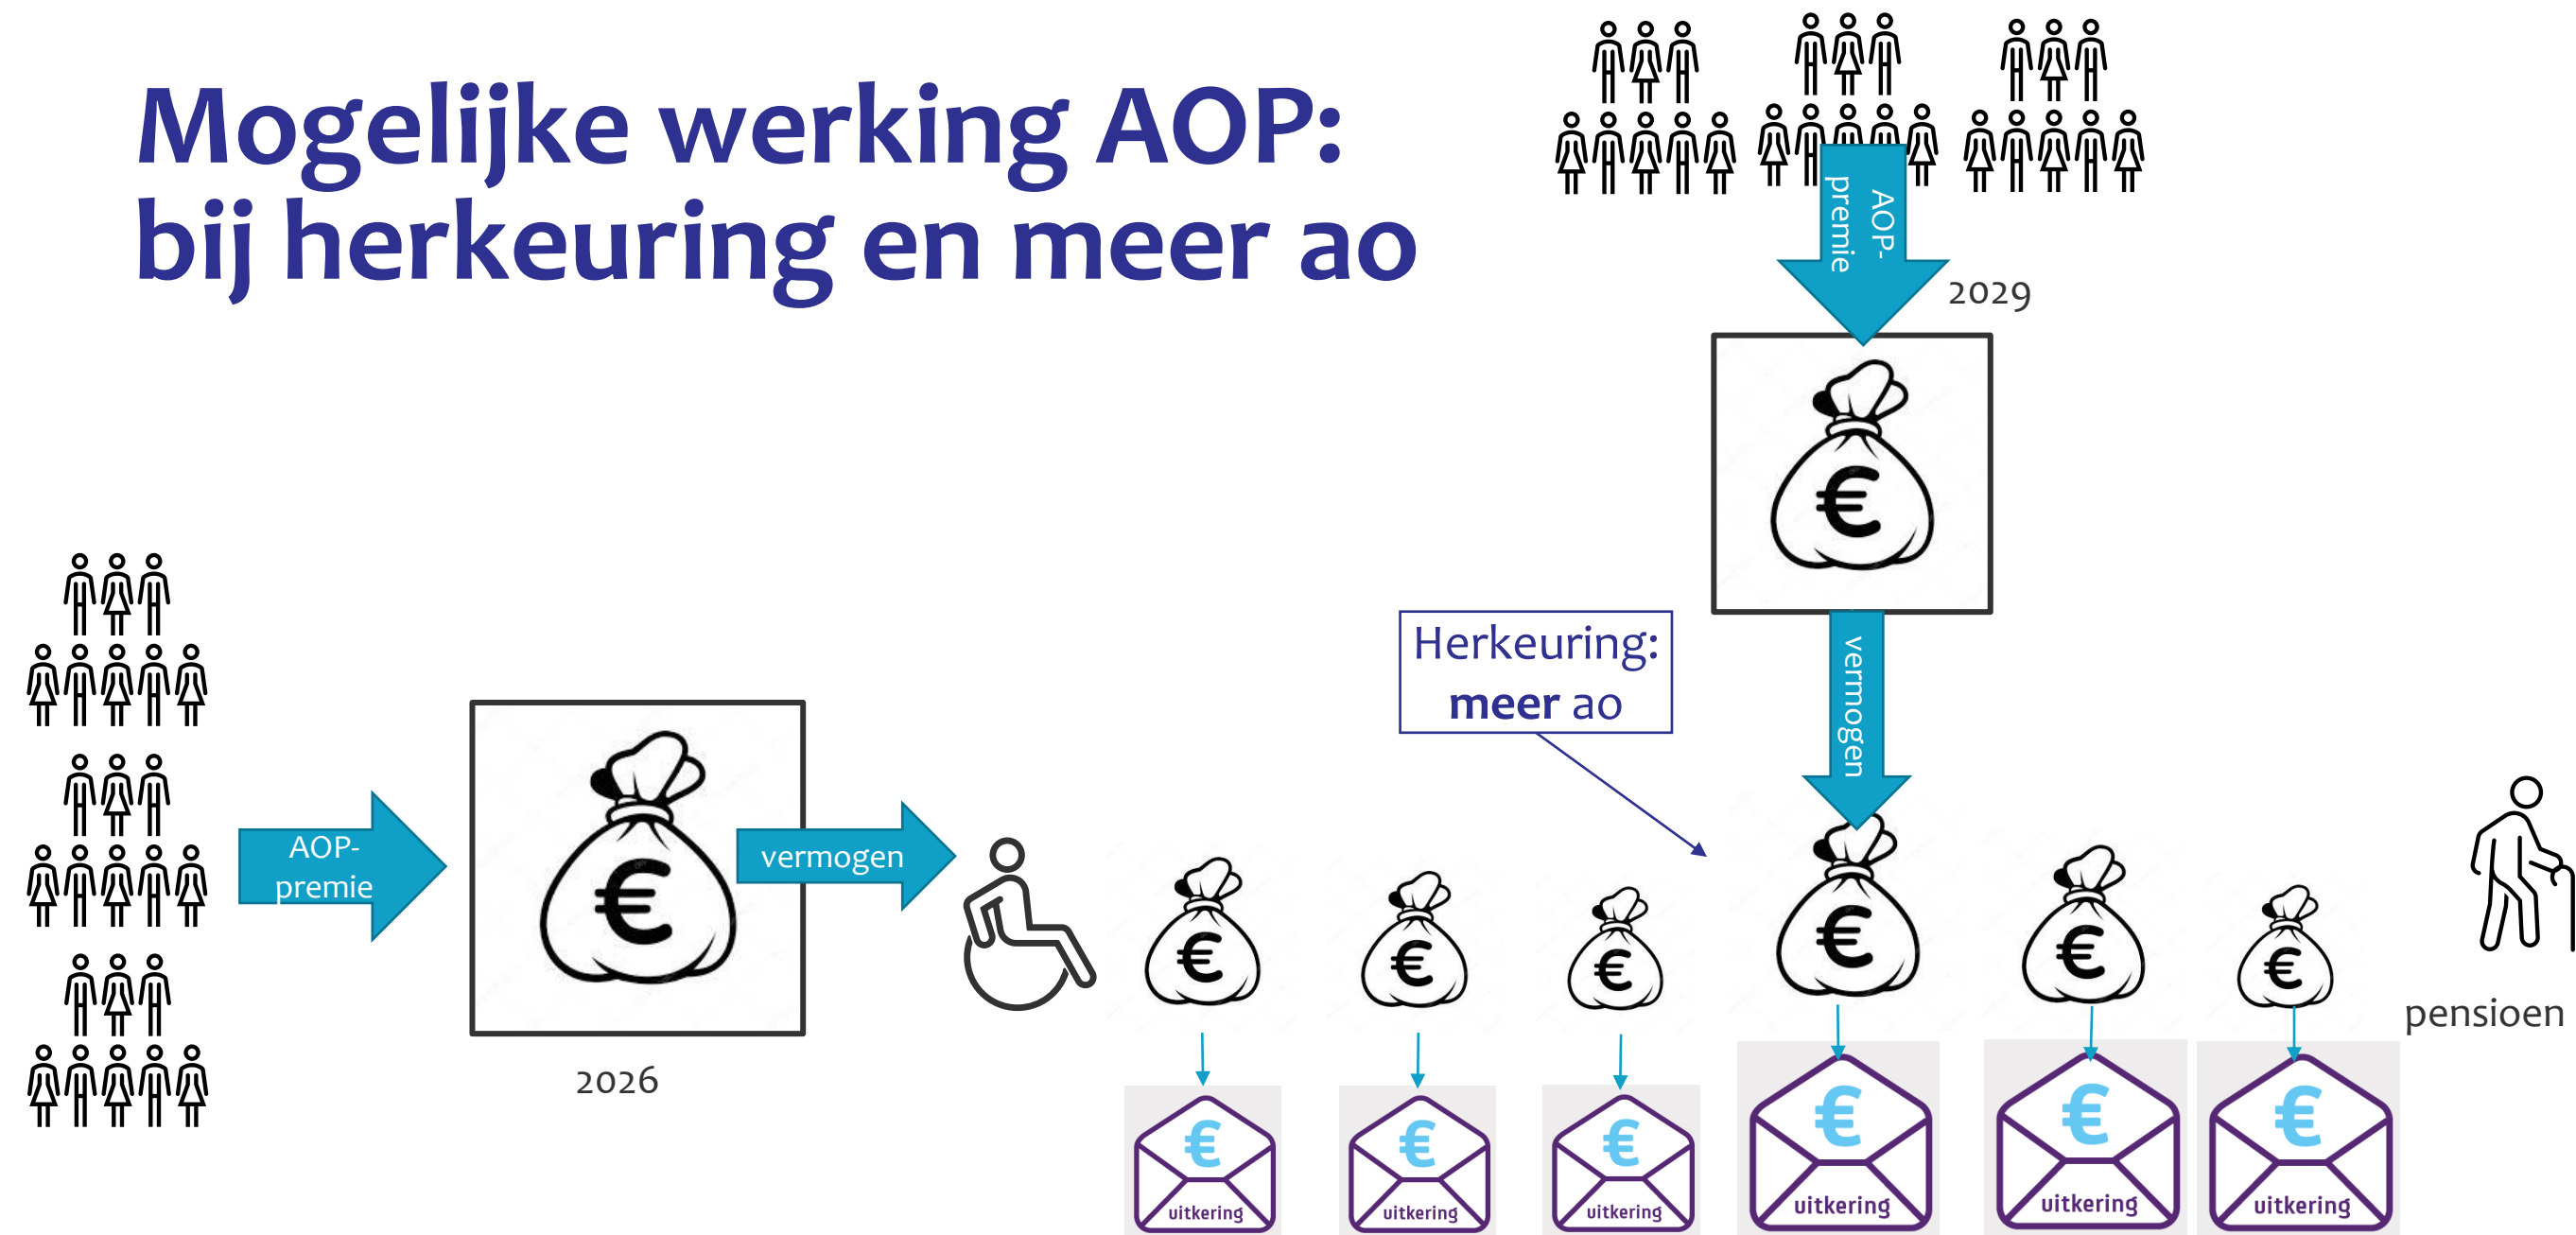 Mogelijke werking AOP:
bij herkeuring en meer ao
AOP-
premie
2029
€
vermogen
Herkeuring:
meer ao
AOP-
premie
€
vermogen
2026
€
€
€
€
€
€
pensioen
€
uitkering
€
uitkering
€
uitkering
€
uitkering
€
uitkering
€
uitkering